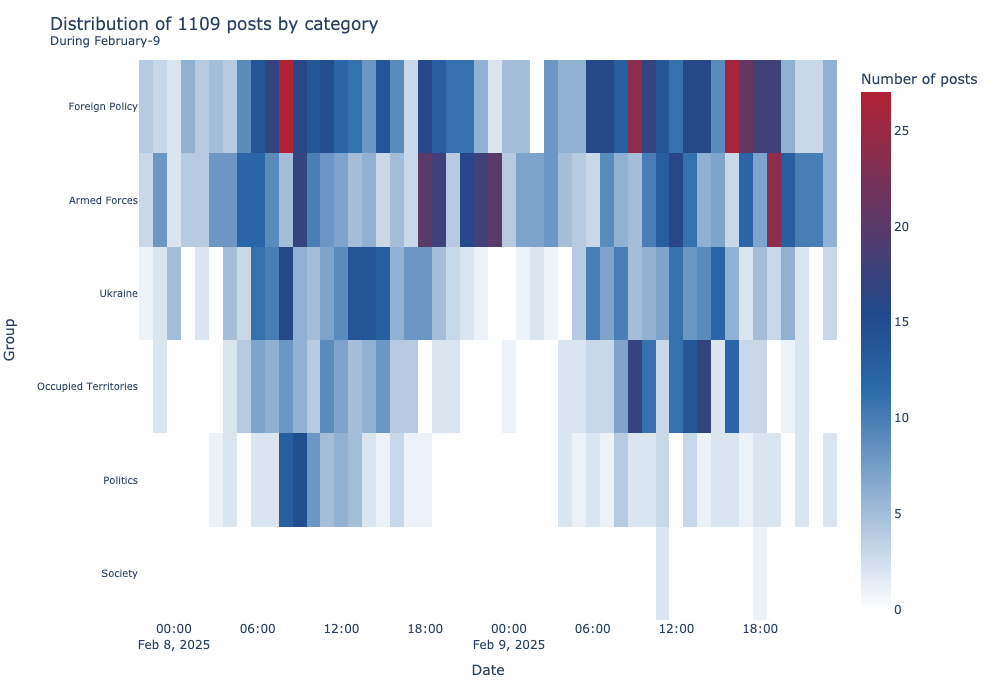 Distribution of 1109 posts by category
During February-9
Number of posts
Foreign Policy
Armed Forces
Ukraine
Occupied Territories
Politics
Society
Group
25
20
15
10
5
0
00:00 06:00 12:00 18:00 00:00 06:00 12:00 18:00
Feb 8, 2025 Feb 9, 2025
Date